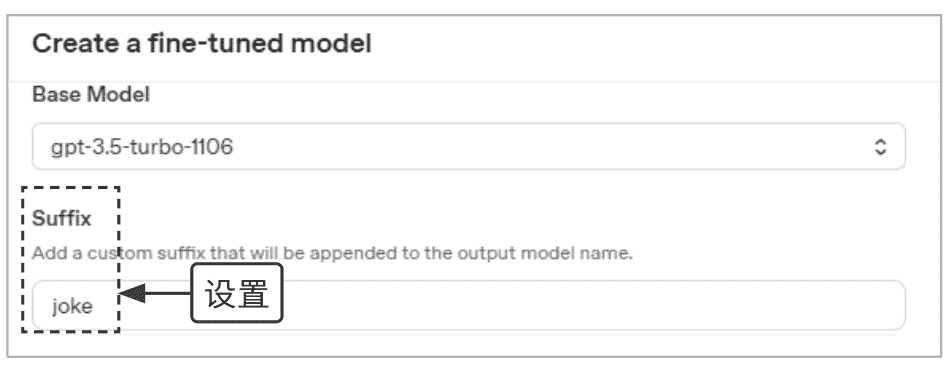 Create a fine-tuned model
Base Model
gpt-3.5-turbo-1106
Suffix
Add a custom suffix that will be appended to the output model name.
joke
设置